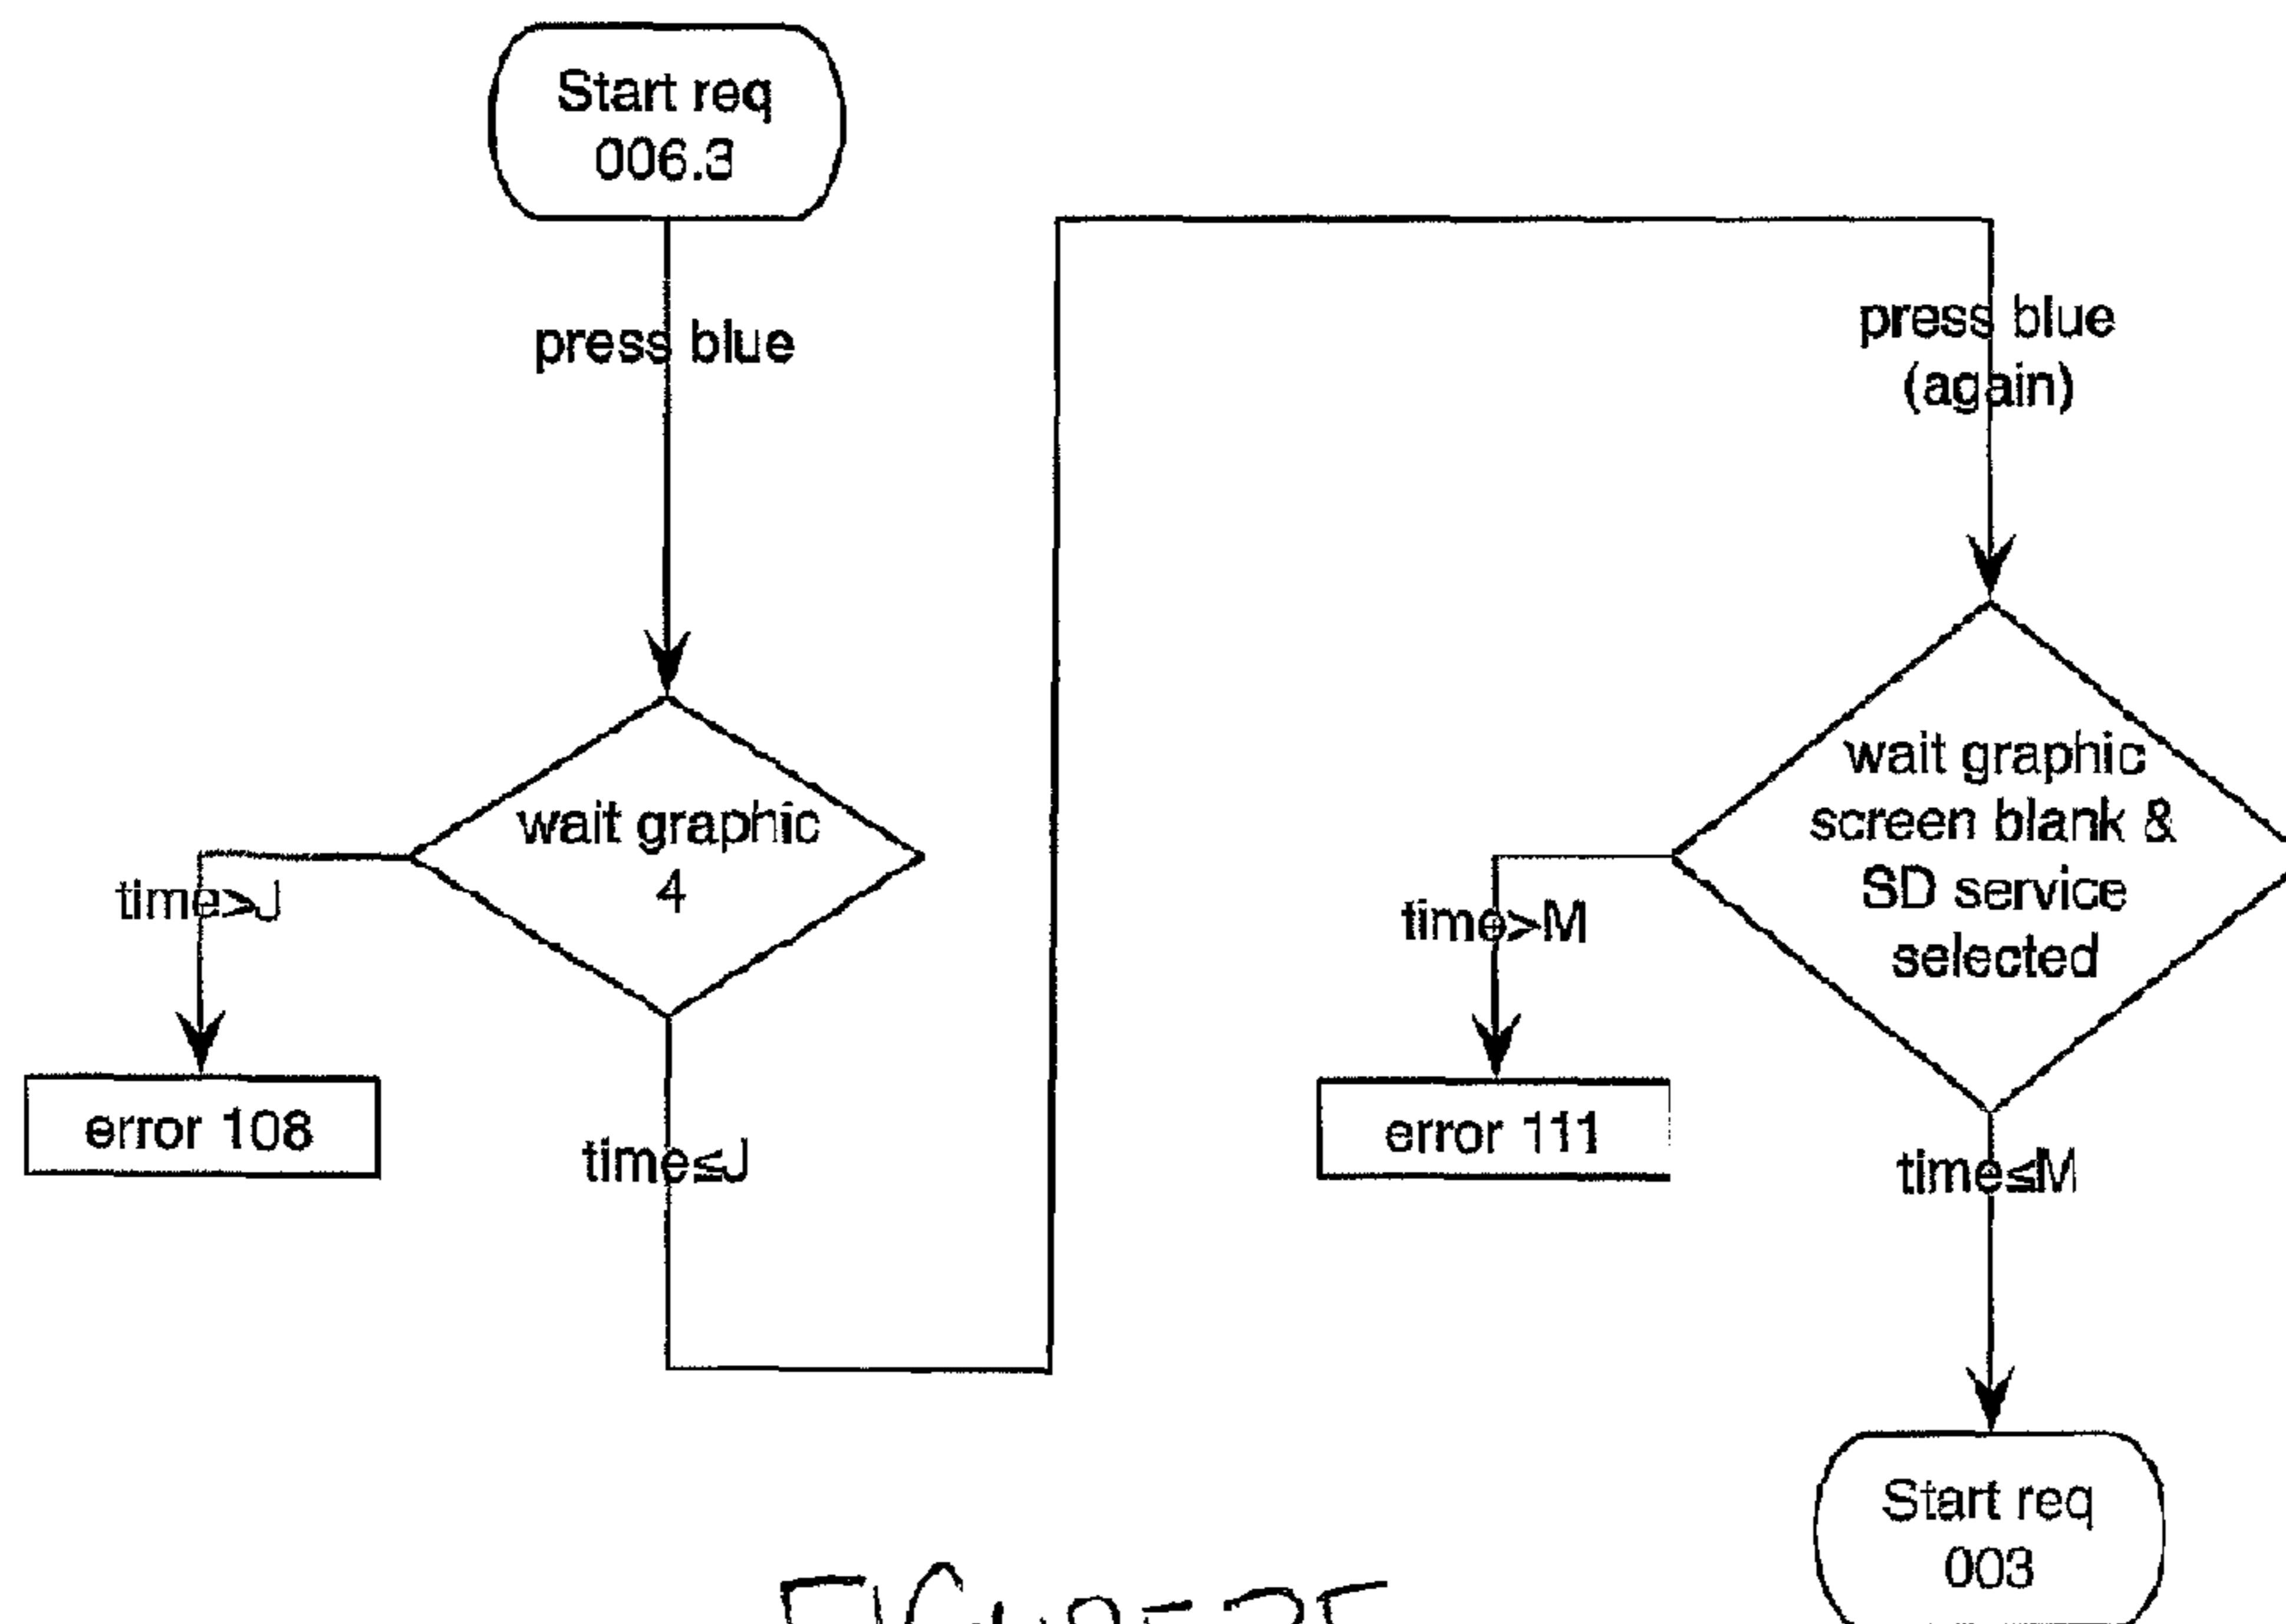 Start req
006.3
press blue
wait graphic
4
time>J
error 108
time≤J
press blue
(again)
wait graphic
screen blank &
SD service
selected
time>M
error 111
time≤M
Start req
003